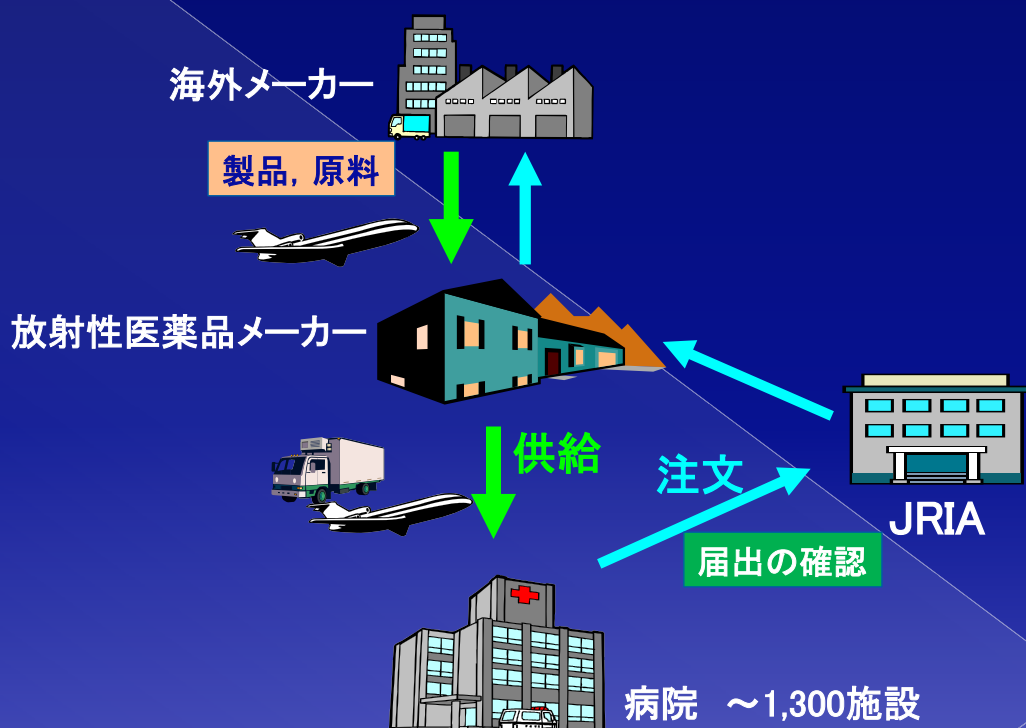 海外メーカー
製品，原料
放射性医薬品メーカー
供給
注文
JRIA
届出の確認
病院　～1,300施設